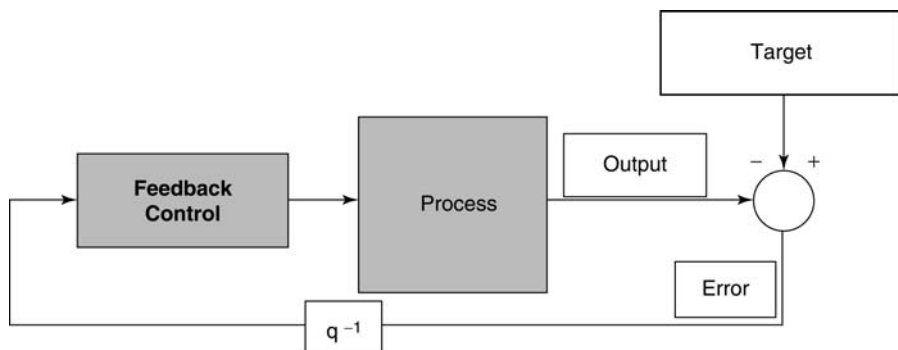 Target
− +
Output
Feedback
Control
Process
Error
q⁻¹